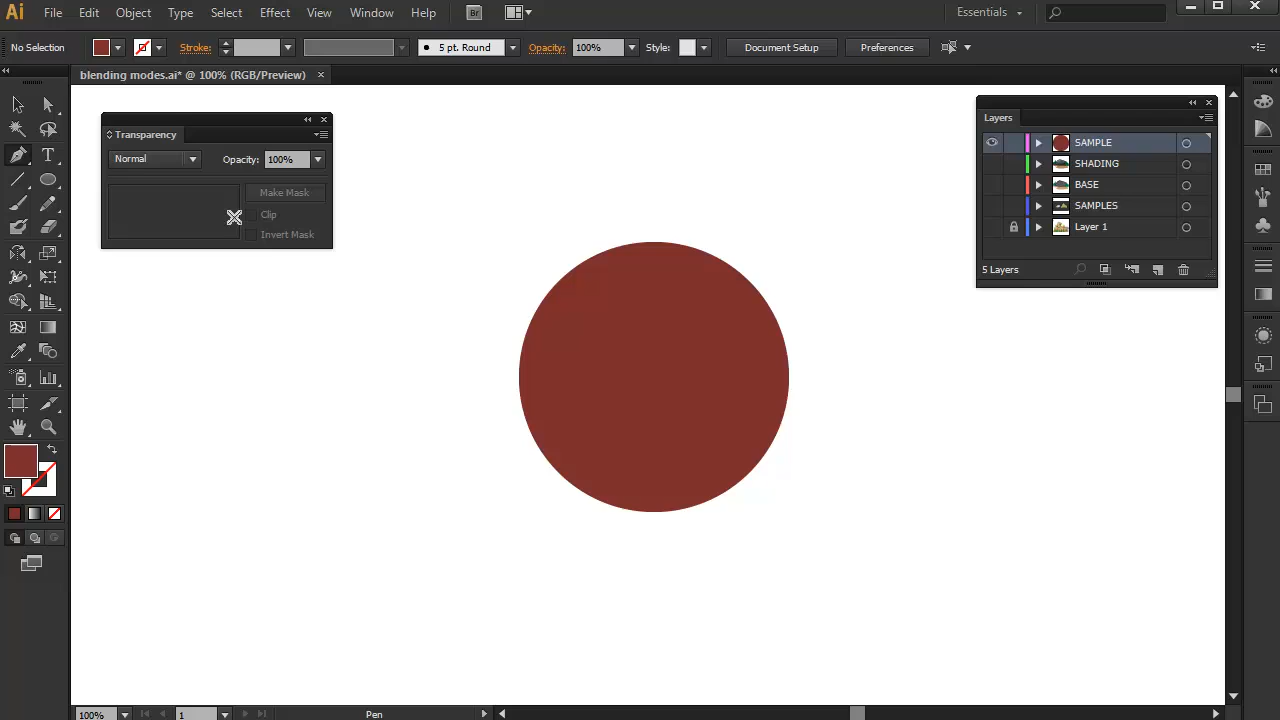 Ai File Edit Object Type Select Effect View Window Help Br Essentials
No Selection Stroke: 5 pt. Round Opacity: 100% Style: Document Setup Preferences
blending modes.ai* @ 100% (RGB/Preview)
Transparency
Normal Opacity: 100%
Make Mask
Clip
Invert Mask
Layers
SAMPLE
SHADING
BASE
SAMPLES
Layer 1
5 Layers
100% 1 Pen